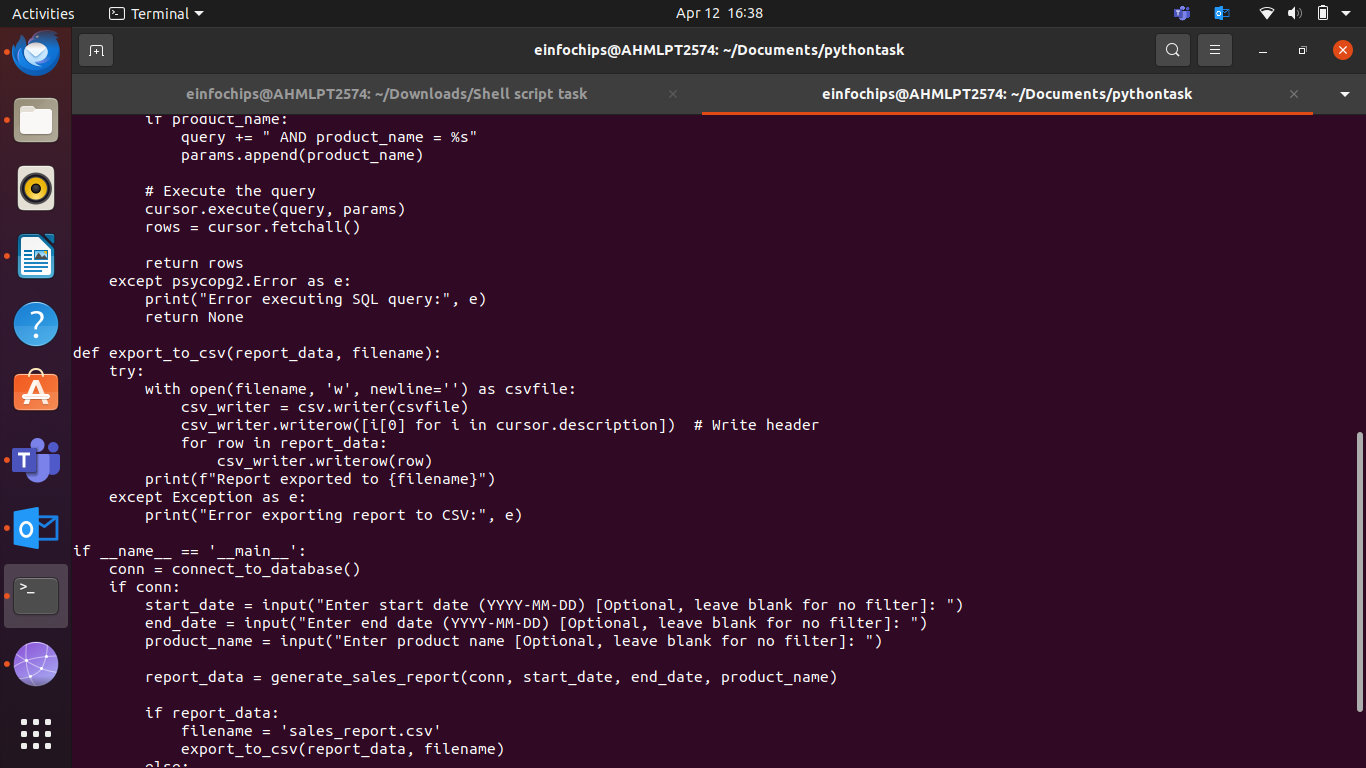 Activities
Terminal
Apr 12 16:38
einfochips@AHMLPT2574: ~/Documents/pythontask
einfochips@AHMLPT2574: ~/Downloads/Shell script task
einfochips@AHMLPT2574: ~/Documents/pythontask
        if product_name:
            query += " AND product_name = %s"
            params.append(product_name)

        # Execute the query
        cursor.execute(query, params)
        rows = cursor.fetchall()

        return rows
    except psycopg2.Error as e:
        print("Error executing SQL query:", e)
        return None

def export_to_csv(report_data, filename):
    try:
        with open(filename, 'w', newline='') as csvfile:
            csv_writer = csv.writer(csvfile)
            csv_writer.writerow([i[0] for i in cursor.description])  # Write header
            for row in report_data:
                csv_writer.writerow(row)
        print(f"Report exported to {filename}")
    except Exception as e:
        print("Error exporting report to CSV:", e)

if __name__ == '__main__':
    conn = connect_to_database()
    if conn:
        start_date = input("Enter start date (YYYY-MM-DD) [Optional, leave blank for no filter]: ")
        end_date = input("Enter end date (YYYY-MM-DD) [Optional, leave blank for no filter]: ")
        product_name = input("Enter product name [Optional, leave blank for no filter]: ")

        report_data = generate_sales_report(conn, start_date, end_date, product_name)

        if report_data:
            filename = 'sales_report.csv'
            export_to_csv(report_data, filename)
        else: